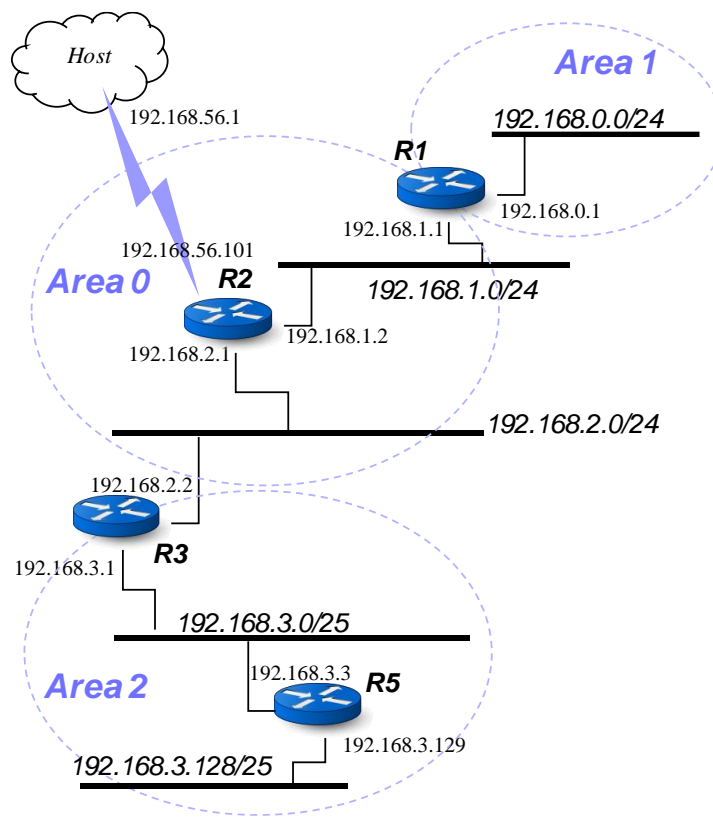 Host
Area 1
192.168.56.1
192.168.0.0/24
R1
192.168.0.1
192.168.1.1
192.168.56.101
Area 0
R2
192.168.1.0/24
192.168.1.2
192.168.2.1
192.168.2.0/24
192.168.2.2
R3
192.168.3.1
192.168.3.0/25
192.168.3.3
R5
Area 2
192.168.3.129
192.168.3.128/25